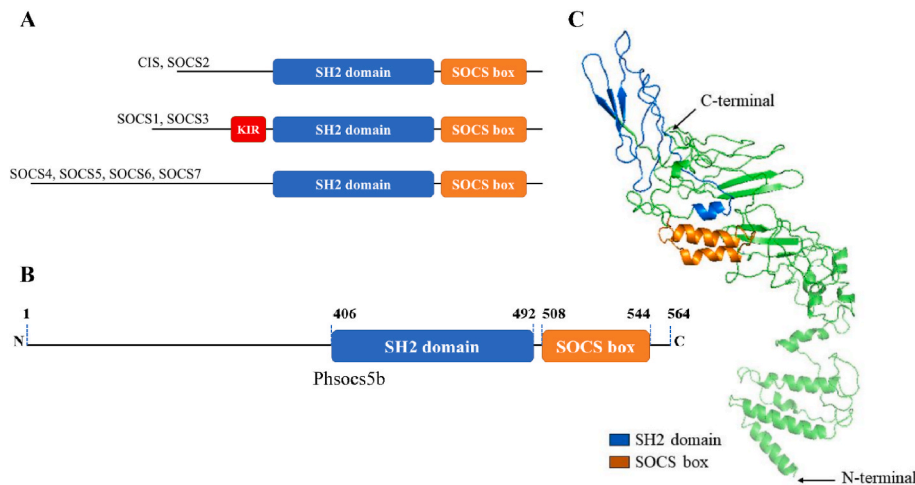 A
CIS, SOCS2
SH2 domain
SOCS box
SOCS1, SOCS3
KIR
SH2 domain
SOCS box
SOCS4, SOCS5, SOCS6, SOCS7
SH2 domain
SOCS box
B
1
406
492
508
544
564
N
SH2 domain
SOCS box
C
Phsocs5b
C
C-terminal
SH2 domain
SOCS box
N-terminal